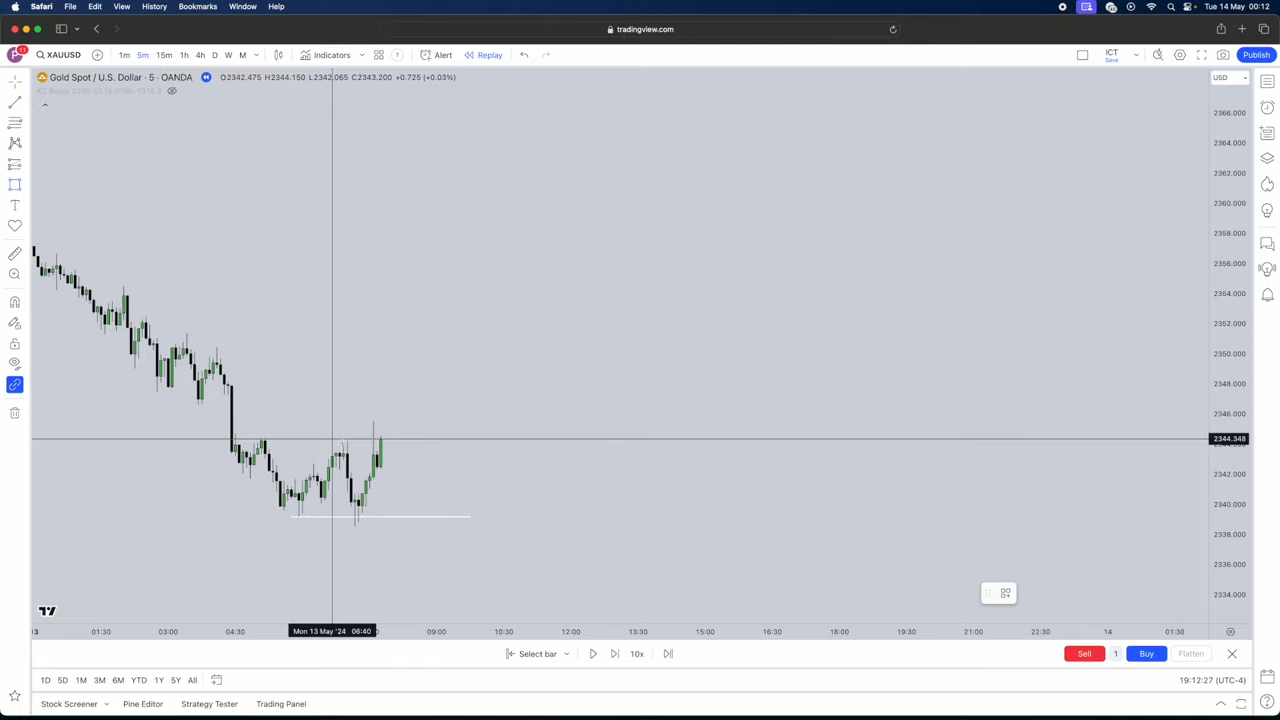 Safari File Edit View History Bookmarks Window Help Tue 14 May 00:12
tradingview.com
11 XAUUSD 1m 5m 15m 1h 4h D W M Indicators T Alert Replay ICT Save Publish
Gold Spot / U.S. Dollar · 5 · OANDA O2342.475 H2344.150 L2342.065 C2343.200 +0.725 (+0.03%) USD
2366.000
2364.000
2362.000
2360.000
2358.000
2356.000
2354.000
2352.000
2350.000
2348.000
2346.000
2344.348
2342.000
2340.000
2338.000
2336.000
2334.000
13 01:30 03:00 04:30 Mon 13 May '24 06:40 09:00 10:30 12:00 13:30 15:00 16:30 18:00 19:30 21:00 22:30 14 01:30
Select bar 10x Sell 1 Buy Flatten
1D 5D 1M 3M 6M YTD 1Y 5Y All 19:12:27 (UTC-4)
Stock Screener Pine Editor Strategy Tester Trading Panel